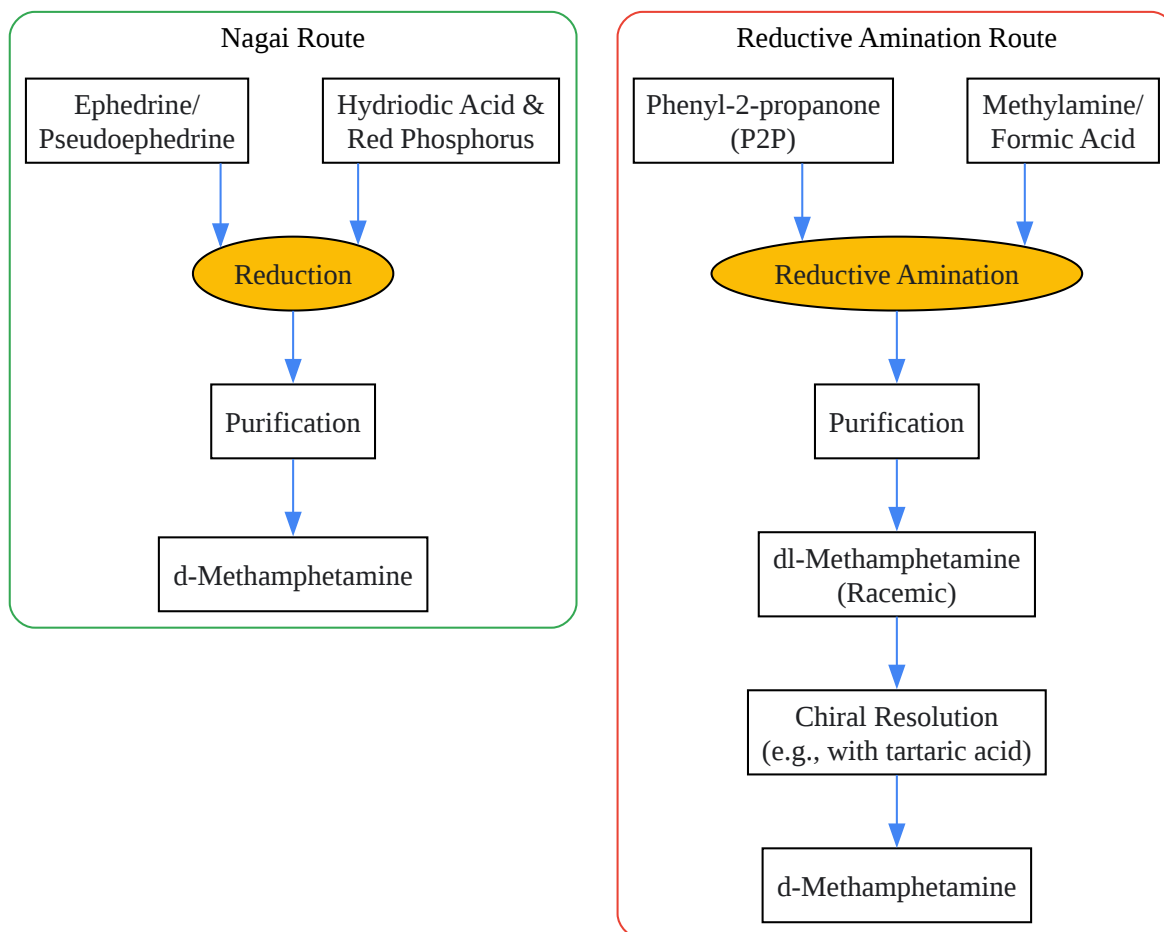 Nagai Route
Ephedrine/
Pseudoephedrine
Hydriodic Acid &
Red Phosphorus
Reduction
Purification
d-Methamphetamine
Reductive Amination Route
Phenyl-2-propanone
(P2P)
Methylamine/
Formic Acid
Reductive Amination
Purification
dl-Methamphetamine
(Racemic)
Chiral Resolution
(e.g., with tartaric acid)
d-Methamphetamine